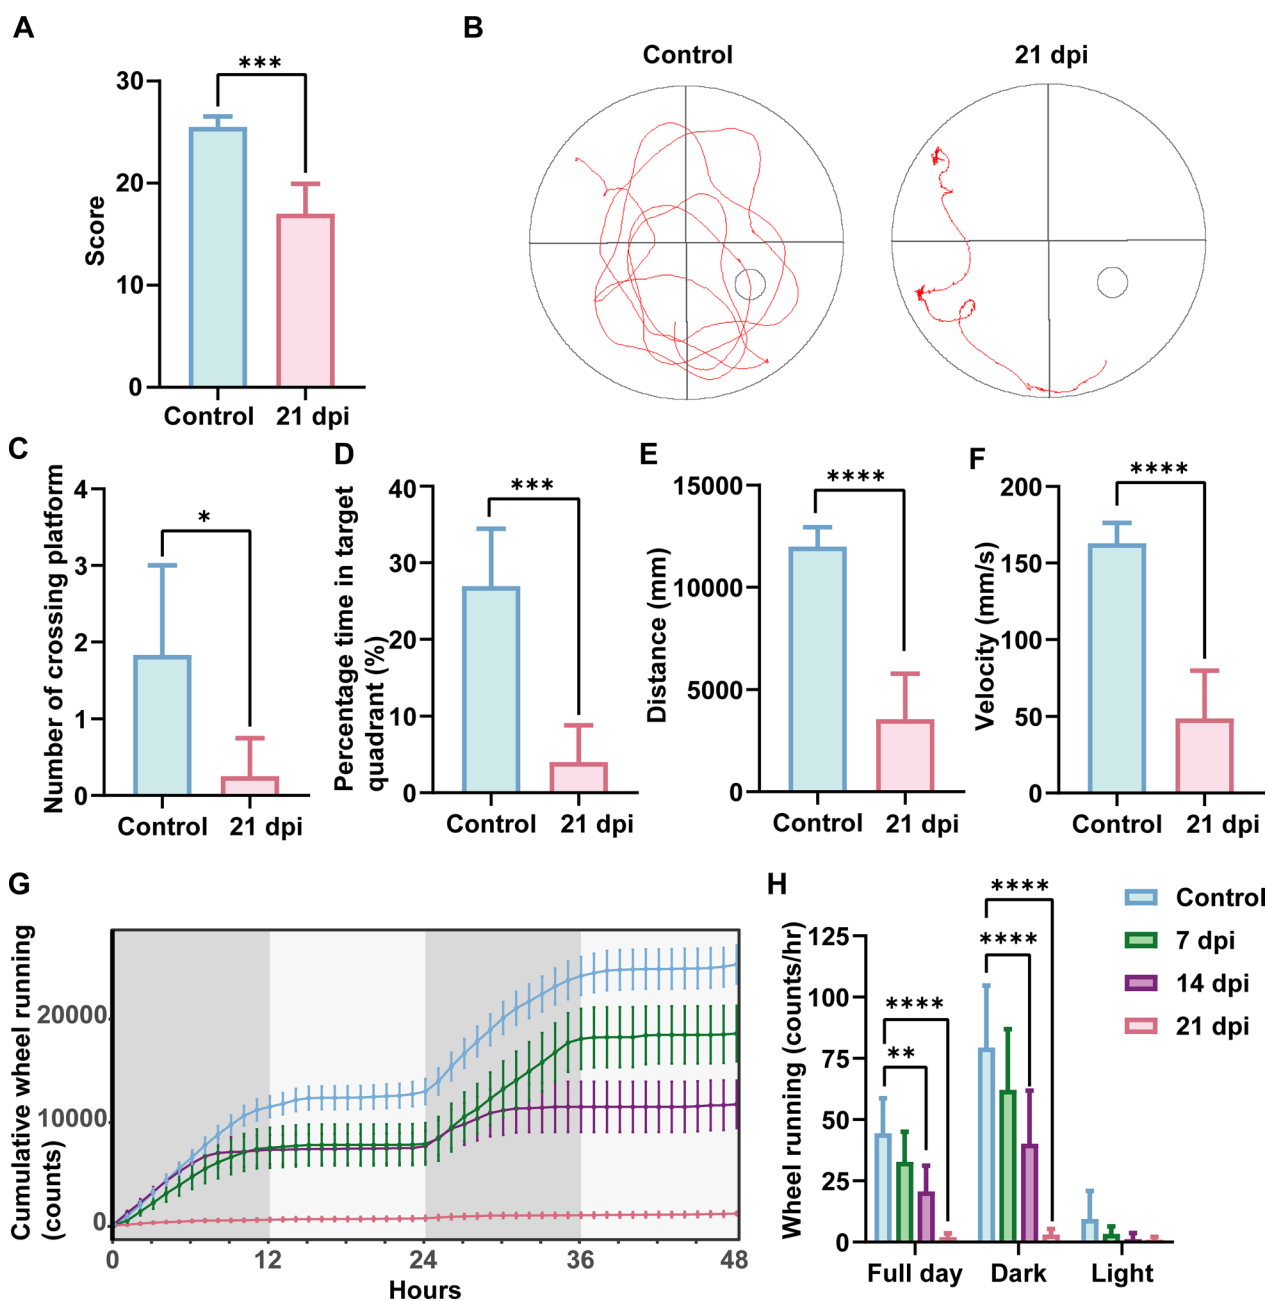 A
B
Control
21 dpi
***
30
20
10
0
Score
Control
21 dpi
C
D
E
F
Number of crossing platform
4
3
2
1
0
*
Control
21 dpi
Percentage time in target
quadrant (%)
40
30
20
10
0
***
Control
21 dpi
Distance (mm)
15000
10000
5000
0
****
Control
21 dpi
Velocity (mm/s)
200
150
100
50
0
****
Control
21 dpi
G
Cumulative wheel running
(counts)
20000
10000
0
0
12
24
36
48
Hours
H
Wheel running (counts/hr)
125
100
75
50
25
0
****
**
****
****
Full day
Dark
Light
Control
7 dpi
14 dpi
21 dpi